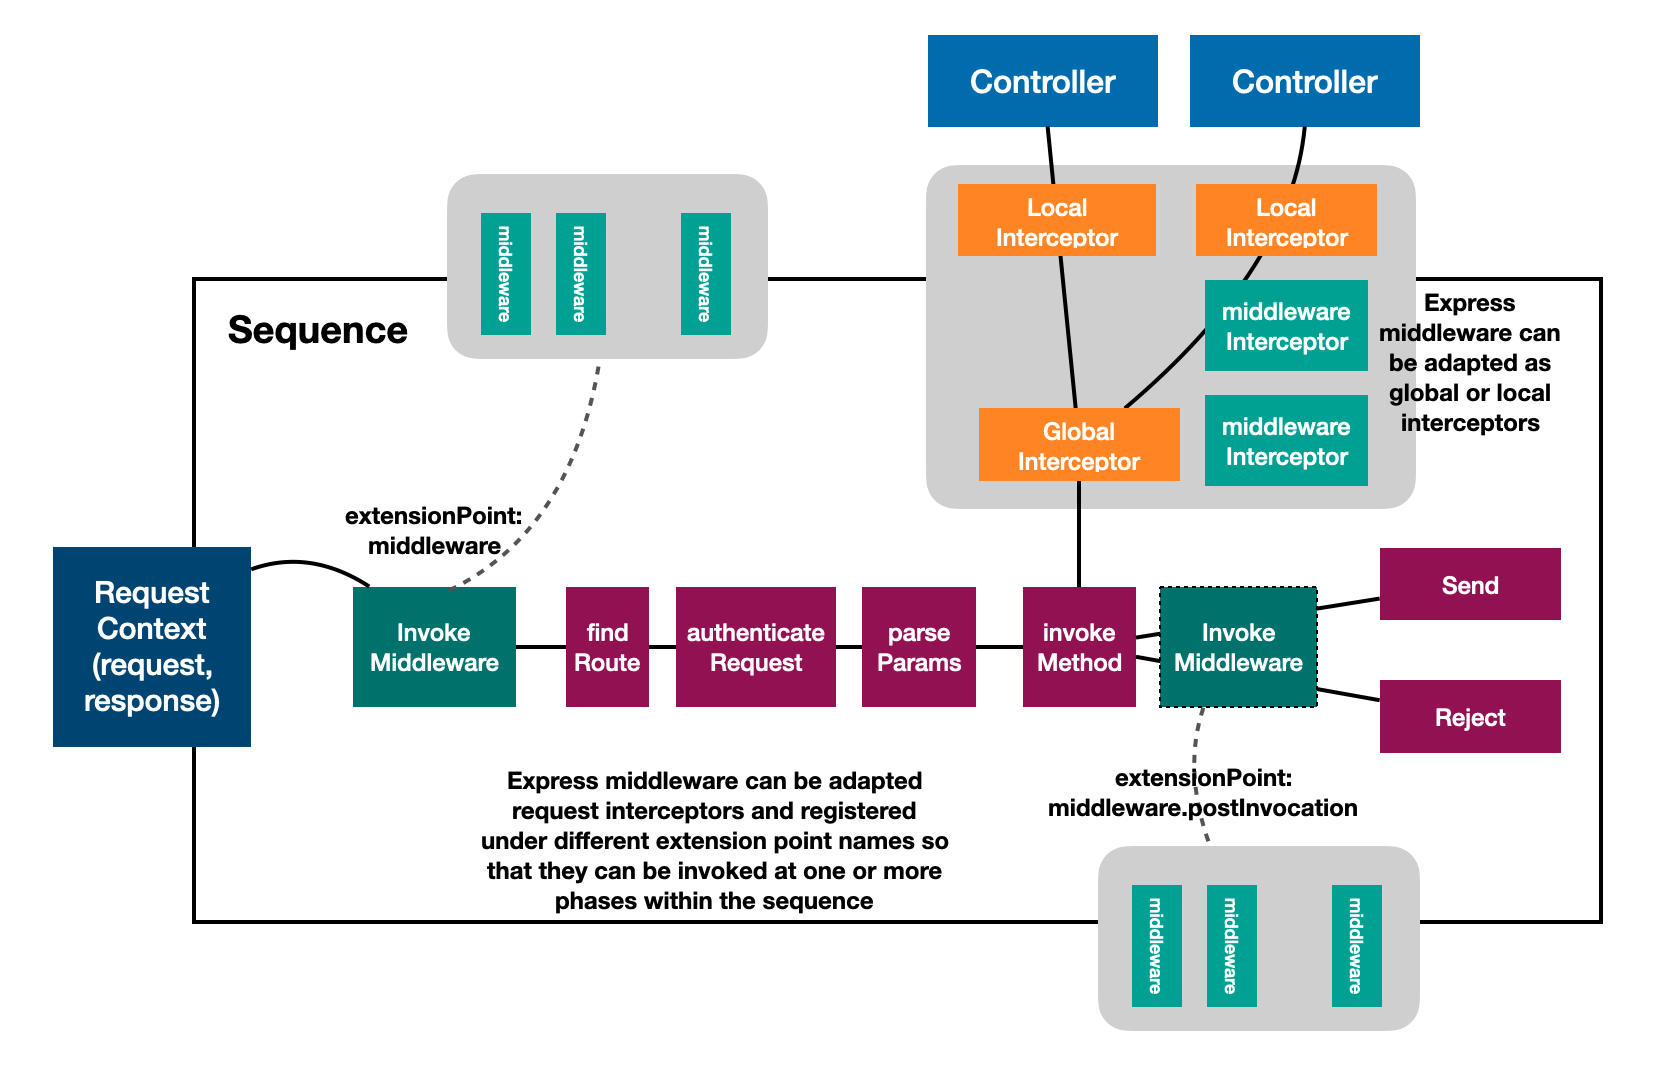 Controller
Controller
Local
Interceptor
Local
Interceptor
middleware
middleware
middleware
middleware
Interceptor
Express
middleware can
be adapted as
global or local
interceptors
Sequence
Global
Interceptor
middleware
Interceptor
extensionPoint:
middleware
Request
Context
(request,
response)
Invoke
Middleware
find
Route
authenticate
Request
parse
Params
invoke
Method
Invoke
Middleware
Send
Reject
Express middleware can be adapted
request interceptors and registered
under different extension point names so
that they can be invoked at one or more
phases within the sequence
extensionPoint:
middleware.postInvocation
middleware
middleware
middleware